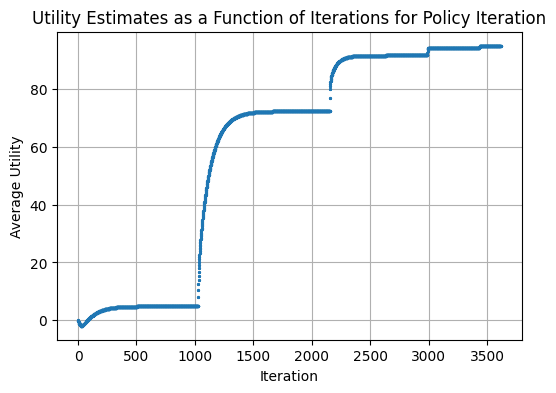 Utility Estimates as a Function of Iterations for Policy Iteration
Average Utility
80
60
40
20
0
0 500 1000 1500 2000 2500 3000 3500
Iteration